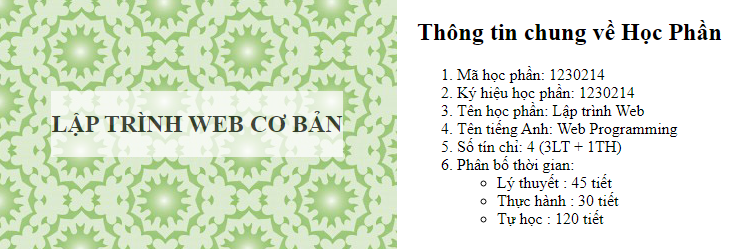 LẬP TRÌNH WEB CƠ BẢN
Thông tin chung về Học Phần
1. Mã học phần: 1230214
2. Ký hiệu học phần: 1230214
3. Tên học phần: Lập trình Web
4. Tên tiếng Anh: Web Programming
5. Số tín chỉ: 4 (3LT + 1TH)
6. Phân bố thời gian:
○ Lý thuyết : 45 tiết
○ Thực hành : 30 tiết
○ Tự học : 120 tiết